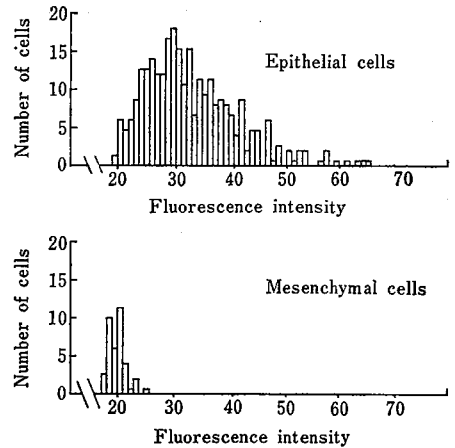 20
15
10
5
0
Number of cells
Epithelial cells
20 30 40 50 60 70
Fluorescence intensity
20
15
10
5
0
Number of cells
Mesenchymal cells
20 30 40 50 60 70
Fluorescence intensity